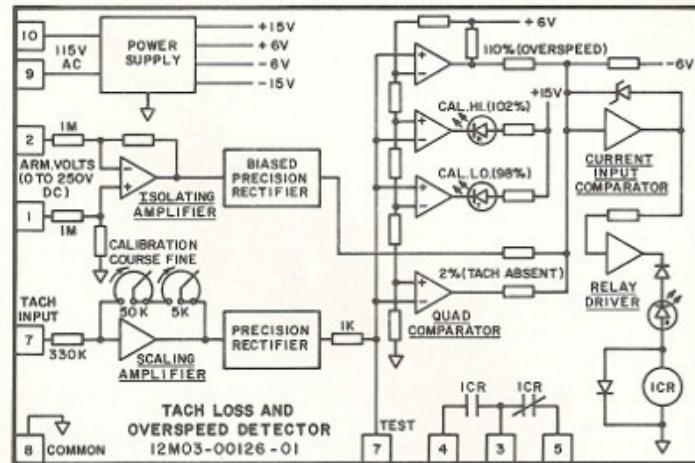 10
115V
AC
9
POWER
SUPPLY
+15V
+6V
-6V
-15V
2
1M
ARM.VOLTS
(0 TO 250V
DC)
1
1M
ISOLATING
AMPLIFIER
BIASED
PRECISION
RECTIFIER
CALIBRATION
COURSE FINE
50K
5K
TACH
INPUT
7
330K
SCALING
AMPLIFIER
PRECISION
RECTIFIER
1K
+6V
110% (OVERSPEED)
-6V
+15V
CAL.HI.(102%)
CAL.LO.(98%)
2% (TACH ABSENT)
QUAD
COMPARATOR
CURRENT
INPUT
COMPARATOR
RELAY
DRIVER
1CR
8
COMMON
TACH LOSS AND
OVERSPEED DETECTOR
12M03-00126-01
TEST
7
1CR
1CR
4
3
5